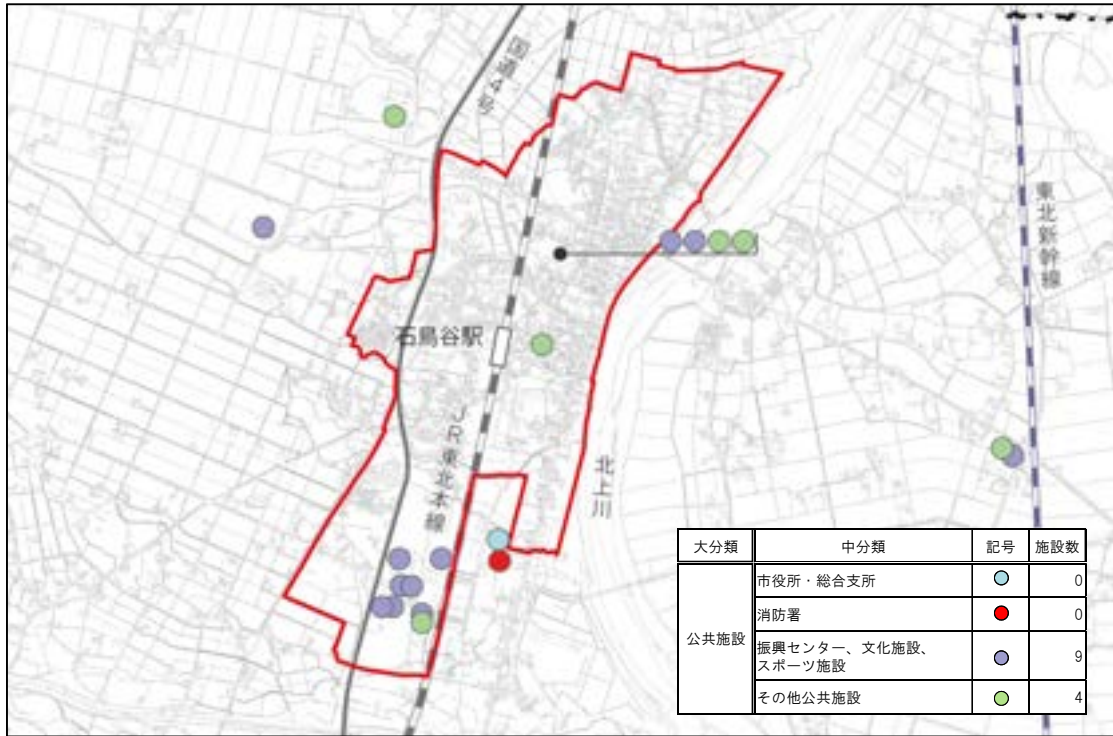 国道4号
東北新幹線
石鳥谷駅
JR東北本線
北上川
大分類 中分類 記号 施設数
公共施設
市役所・総合支所 0
消防署 0
振興センター、文化施設、
スポーツ施設 9
その他公共施設 4